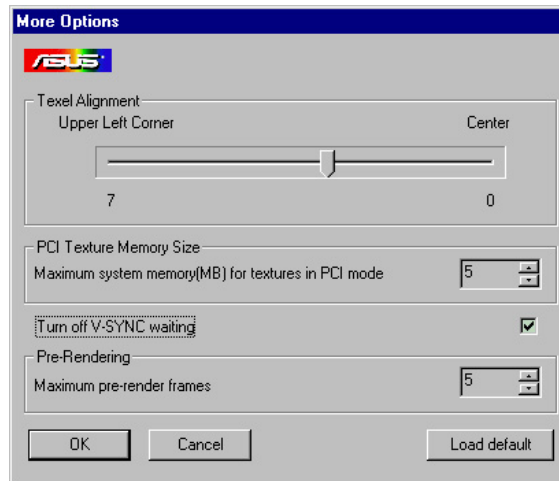 More Options
ASUS
Texel Alignment
Upper Left Corner Center
7 0
PCI Texture Memory Size
Maximum system memory(MB) for textures in PCI mode 5
Turn off V-SYNC waiting
Pre-Rendering
Maximum pre-render frames 5
OK Cancel Load default